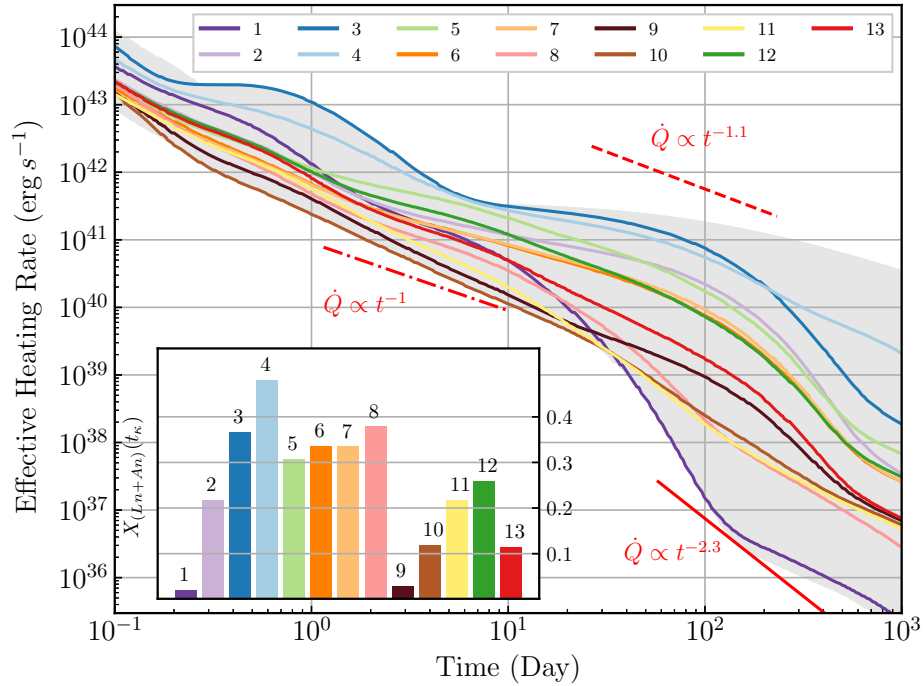 1 3 5 7 9 11 13
2 4 6 8 10 12
Effective Heating Rate (erg s⁻¹)
10⁴⁴
10⁴³
10⁴²
10⁴¹
10⁴⁰
10³⁹
10³⁸
10³⁷
10³⁶
Q̇ ∝ t⁻¹·¹
Q̇ ∝ t⁻¹
Q̇ ∝ t⁻²·³
X₍Ln+An₎(tκ)
1 2 3 4 5 6 7 8 9 10 11 12 13
0.4
0.3
0.2
0.1
10⁻¹ 10⁰ 10¹ 10² 10³
Time (Day)